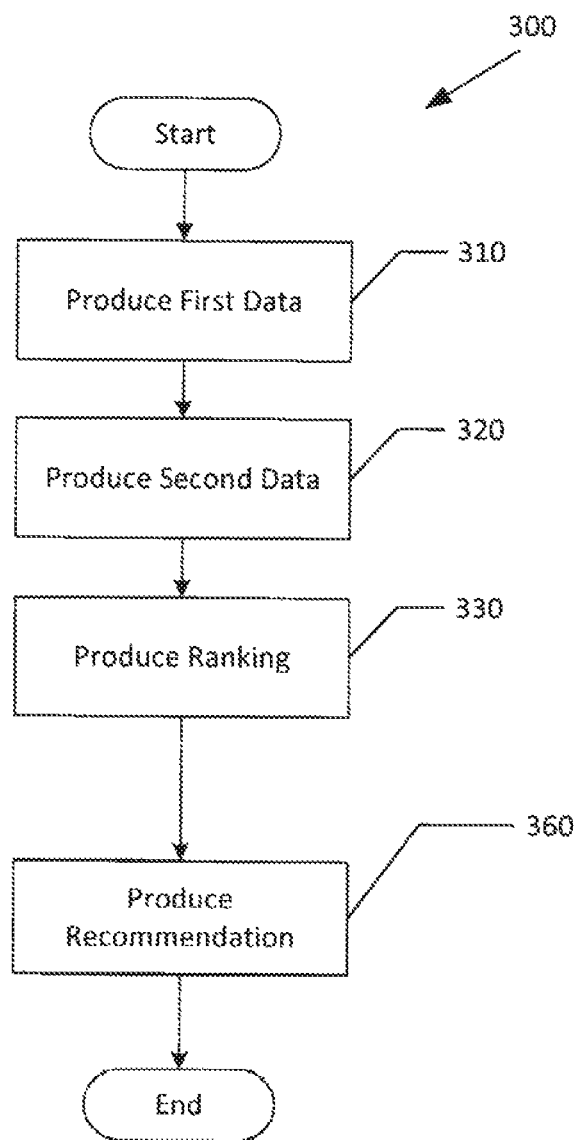 300
Start
310
Produce First Data
320
Produce Second Data
330
Produce Ranking
360
Produce
Recommendation
End